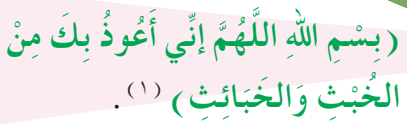 (بِسْمِ اللهِ اللَّهُمَّ إِنِّي أَعُوذُ بِكَ مِنْ
الخُبْثِ وَالخَبَائِثِ) (١).